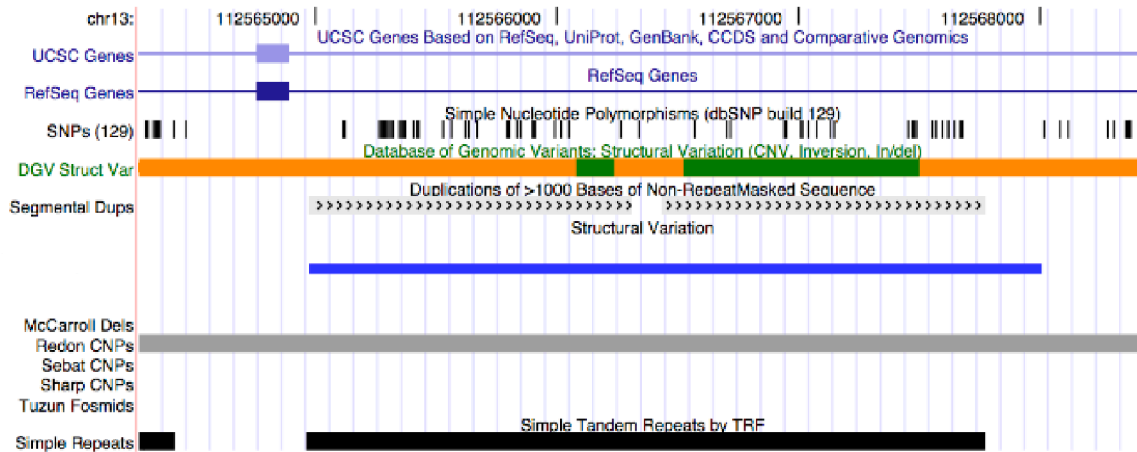 chr13: 112565000 112566000 112567000 112568000
UCSC Genes Based on RefSeq, UniProt, GenBank, CCDS and Comparative Genomics
UCSC Genes
RefSeq Genes
RefSeq Genes
Simple Nucleotide Polymorphisms (dbSNP build 129)
SNPs (129)
Database of Genomic Variants: Structural Variation (CNV, Inversion, In/del)
DGV Struct Var
Duplications of >1000 Bases of Non-RepeatMasked Sequence
Segmental Dups
Structural Variation
McCarroll Dels
Redon CNPs
Sebat CNPs
Sharp CNPs
Tuzun Fosmids
Simple Tandem Repeats by TRF
Simple Repeats